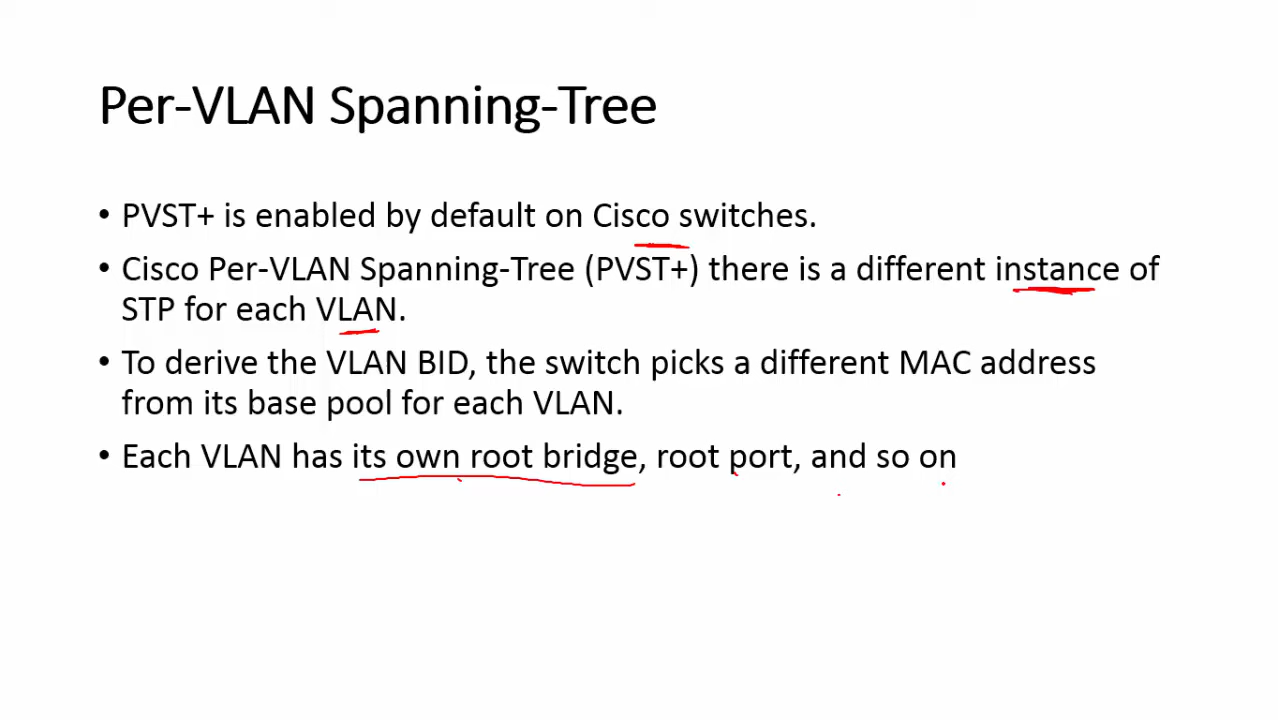 Per-VLAN Spanning-Tree
• PVST+ is enabled by default on Cisco switches.
• Cisco Per-VLAN Spanning-Tree (PVST+) there is a different instance of
STP for each VLAN.
• To derive the VLAN BID, the switch picks a different MAC address
from its base pool for each VLAN.
• Each VLAN has its own root bridge, root port, and so on